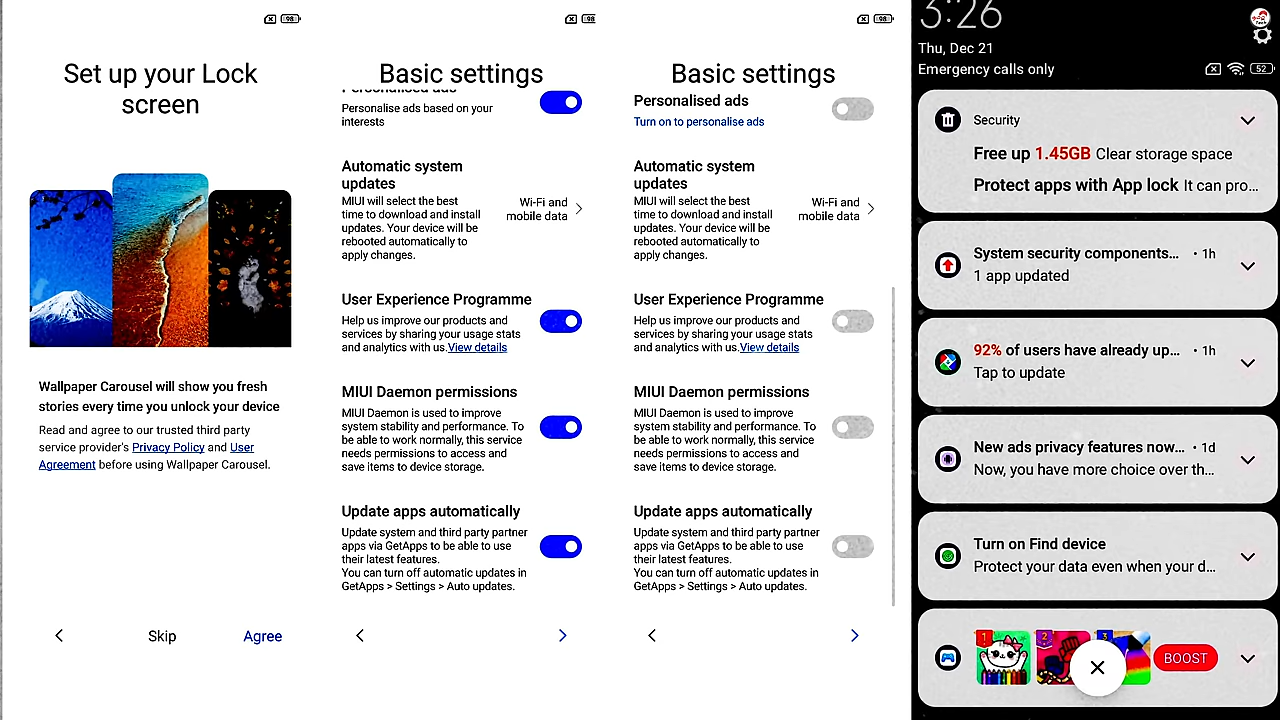 98
Set up your Lock
screen
Wallpaper Carousel will show you fresh
stories every time you unlock your device
Read and agree to our trusted third party
service provider's Privacy Policy and User
Agreement before using Wallpaper Carousel.
Skip
Agree
98
Basic settings
Personalised ads
Personalise ads based on your
interests
Automatic system
updates
MIUI will select the best
time to download and install
updates. Your device will be
rebooted automatically to
apply changes.
Wi-Fi and
mobile data
User Experience Programme
Help us improve our products and
services by sharing your usage stats
and analytics with us.View details
MIUI Daemon permissions
MIUI Daemon is used to improve
system stability and performance. To
be able to work normally, this service
needs permissions to access and
save items to device storage.
Update apps automatically
Update system and third party partner
apps via GetApps to be able to use
their latest features.
You can turn off automatic updates in
GetApps > Settings > Auto updates.
98
Basic settings
Personalised ads
Turn on to personalise ads
Automatic system
updates
MIUI will select the best
time to download and install
updates. Your device will be
rebooted automatically to
apply changes.
Wi-Fi and
mobile data
User Experience Programme
Help us improve our products and
services by sharing your usage stats
and analytics with us.View details
MIUI Daemon permissions
MIUI Daemon is used to improve
system stability and performance. To
be able to work normally, this service
needs permissions to access and
save items to device storage.
Update apps automatically
Update system and third party partner
apps via GetApps to be able to use
their latest features.
You can turn off automatic updates in
GetApps > Settings > Auto updates.
3:26
Thu, Dec 21
Emergency calls only
52
Security
Free up 1.45GB Clear storage space
Protect apps with App lock It can pro...
System security components... • 1h
1 app updated
92% of users have already up... • 1h
Tap to update
New ads privacy features now... • 1d
Now, you have more choice over th...
Turn on Find device
Protect your data even when your d...
1
2
3
BOOST